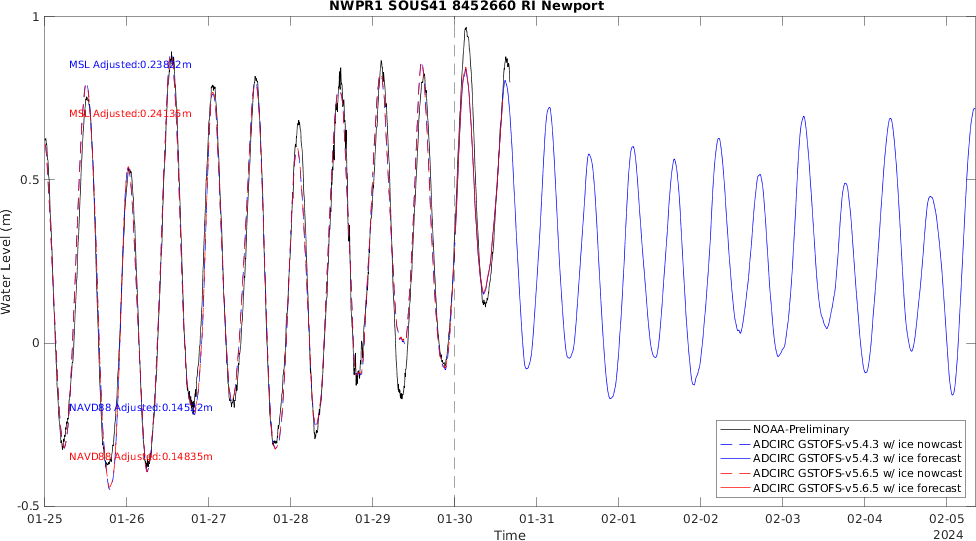 NWPR1 SOUS41 8452660 RI Newport
1
0.5
0
-0.5
Water Level (m)
MSL Adjusted:0.23822m
MSL Adjusted:0.24135m
NAVD88 Adjusted:0.14522m
NAVD88 Adjusted:0.14835m
NOAA-Preliminary
ADCIRC GSTOFS-v5.4.3 w/ ice nowcast
ADCIRC GSTOFS-v5.4.3 w/ ice forecast
ADCIRC GSTOFS-v5.6.5 w/ ice nowcast
ADCIRC GSTOFS-v5.6.5 w/ ice forecast
01-25 01-26 01-27 01-28 01-29 01-30 01-31 02-01 02-02 02-03 02-04 02-05
Time
2024